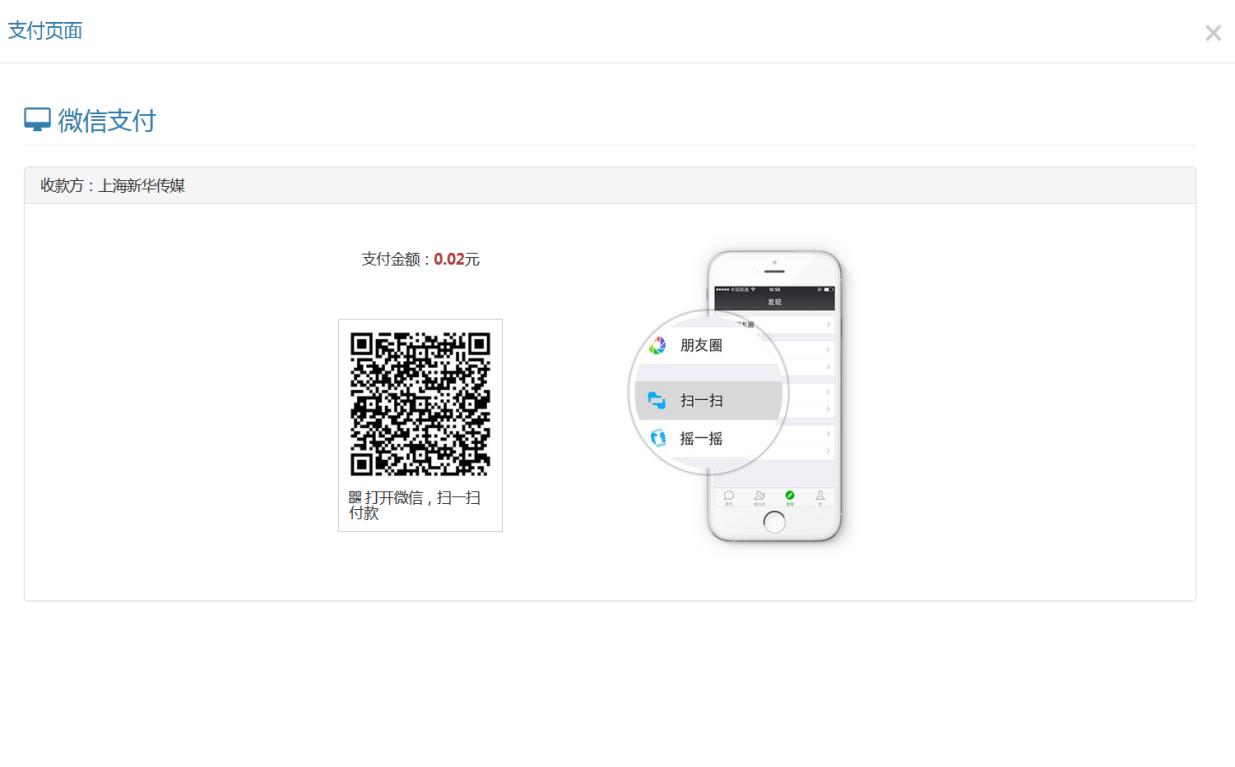 支付页面
×
微信支付
收款方：上海新华传媒
支付金额：0.02元
打开微信，扫一扫
付款
10:58
发现
朋友圈
扫一扫
摇一摇